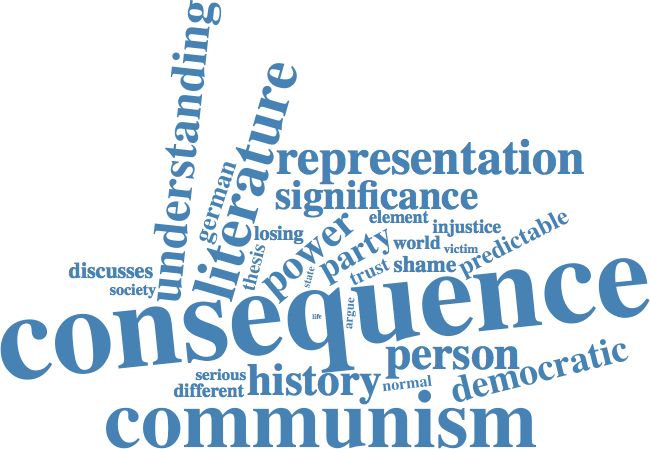 understanding
literature
german
representation
significance
element
injustice
losing
power
party
world
victim
predictable
thesis
discusses
society
state
trust
shame
consequence
life
argue
person
serious
different
history
normal
democratic
communism